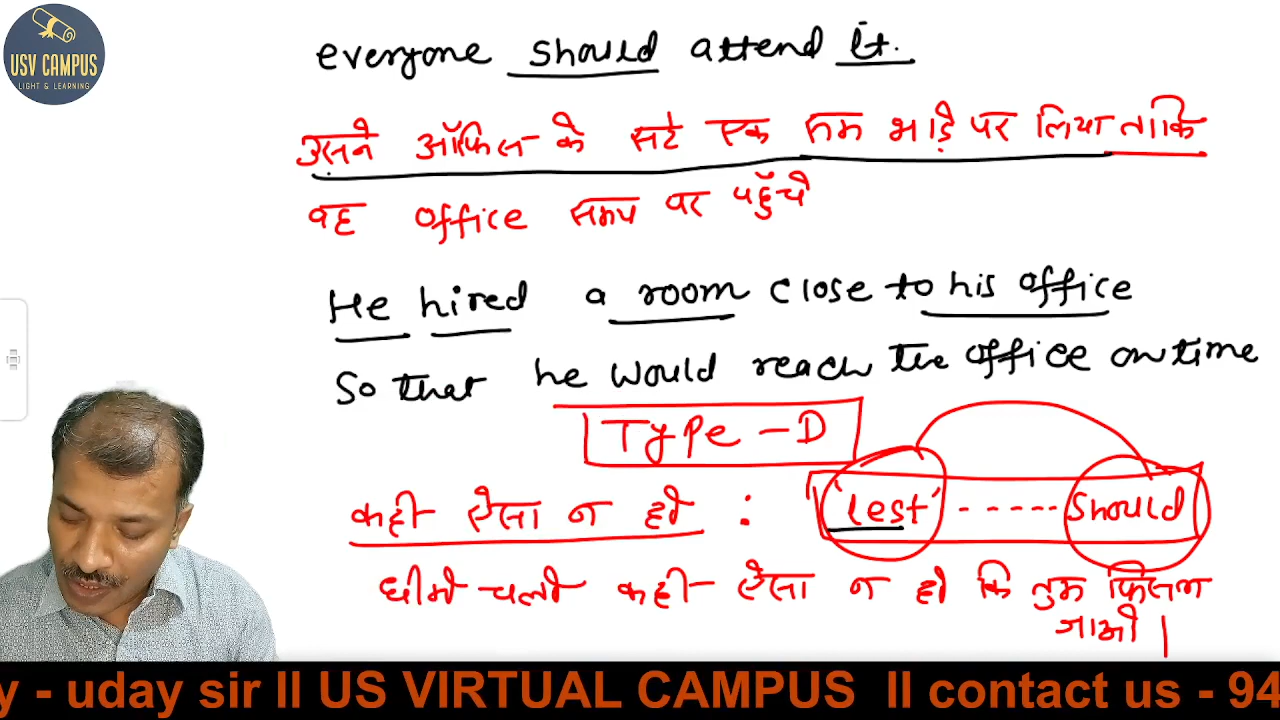 USV CAMPUS
LIGHT & LEARNING
everyone should attend it.
उसने ऑफिस के सटे एक रूम भाड़े पर लिया ताकि
वह office समय पर पहुँचे
He hired a room close to his office
So that he would reach the office on time
Type - D
कही ऐसा न हो : 'lest' ------ Should
धीमे चलो कही ऐसा न हो कि तुम फिसल
जाओ |
y - uday sir II US VIRTUAL CAMPUS II contact us - 94